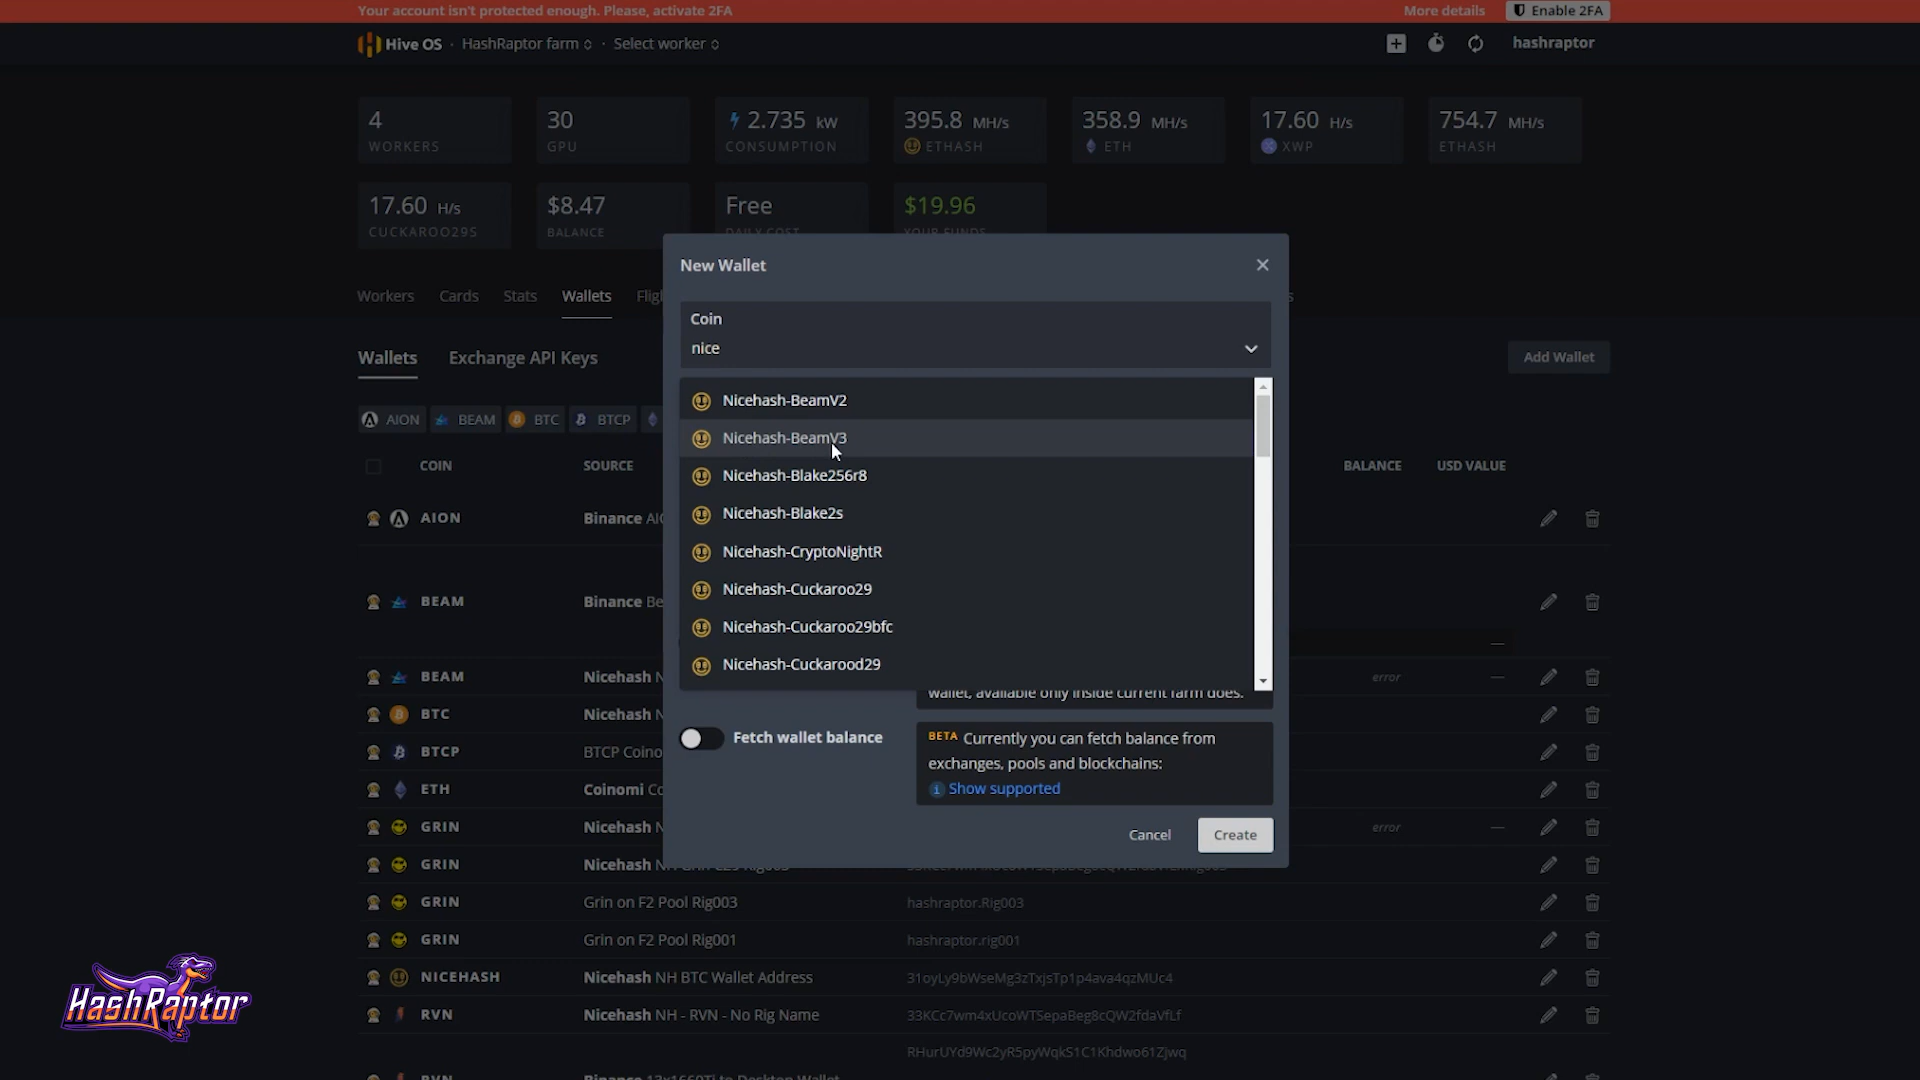 Your account isn't protected enough. Please, activate 2FA
More details
Enable 2FA
Hive OS · HashRaptor farm · Select worker
hashraptor
4
WORKERS
30
GPU
2.735 kW
CONSUMPTION
395.8 MH/s
ETHASH
358.9 MH/s
ETH
17.60 H/s
XWP
754.7 MH/s
ETHASH
17.60 H/s
CUCKAROO29S
$8.47
BALANCE
Free
DAILY COST
$19.96
YOUR FUNDS
New Wallet
Workers Cards Stats Wallets
Coin
nice
Wallets Exchange API Keys
Add Wallet
Nicehash-BeamV2
AION BEAM BTC BTCP
Nicehash-BeamV3
COIN SOURCE BALANCE USD VALUE
Nicehash-Blake256r8
AION Binance
Nicehash-Blake2s
Nicehash-CryptoNightR
Nicehash-Cuckaroo29
BEAM Binance
Nicehash-Cuckaroo29bfc
Nicehash-Cuckarood29
BEAM Nicehash error —
wallet, available only inside current farm does.
BTC Nicehash
Fetch wallet balance
BETA Currently you can fetch balance from
exchanges, pools and blockchains:
Show supported
BTCP BTCP
ETH Coinomi
GRIN Nicehash error —
Cancel Create
GRIN Nicehash
GRIN Grin on F2 Pool Rig003 hashraptor.Rig003
GRIN Grin on F2 Pool Rig001 hashraptor.rig001
NICEHASH Nicehash NH BTC Wallet Address 31oyLy9bWseMg3zTxjsTp1p4ava4qzMUc4
RVN Nicehash NH - RVN - No Rig Name 33KCc7wm4xUcoWTSepaBeg8cQW2fdaVfLf
RHurUYd9Wc2yR5pyWqkS1C1Khdwo61Zjwq
HashRaptor